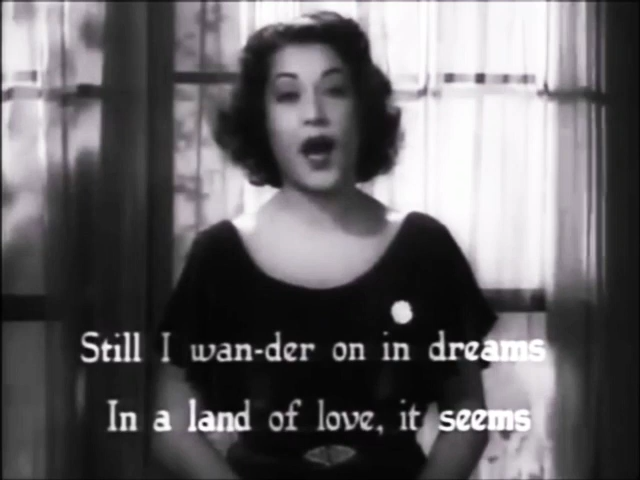 Still I wan-der on in dreams
In a land of love, it seems